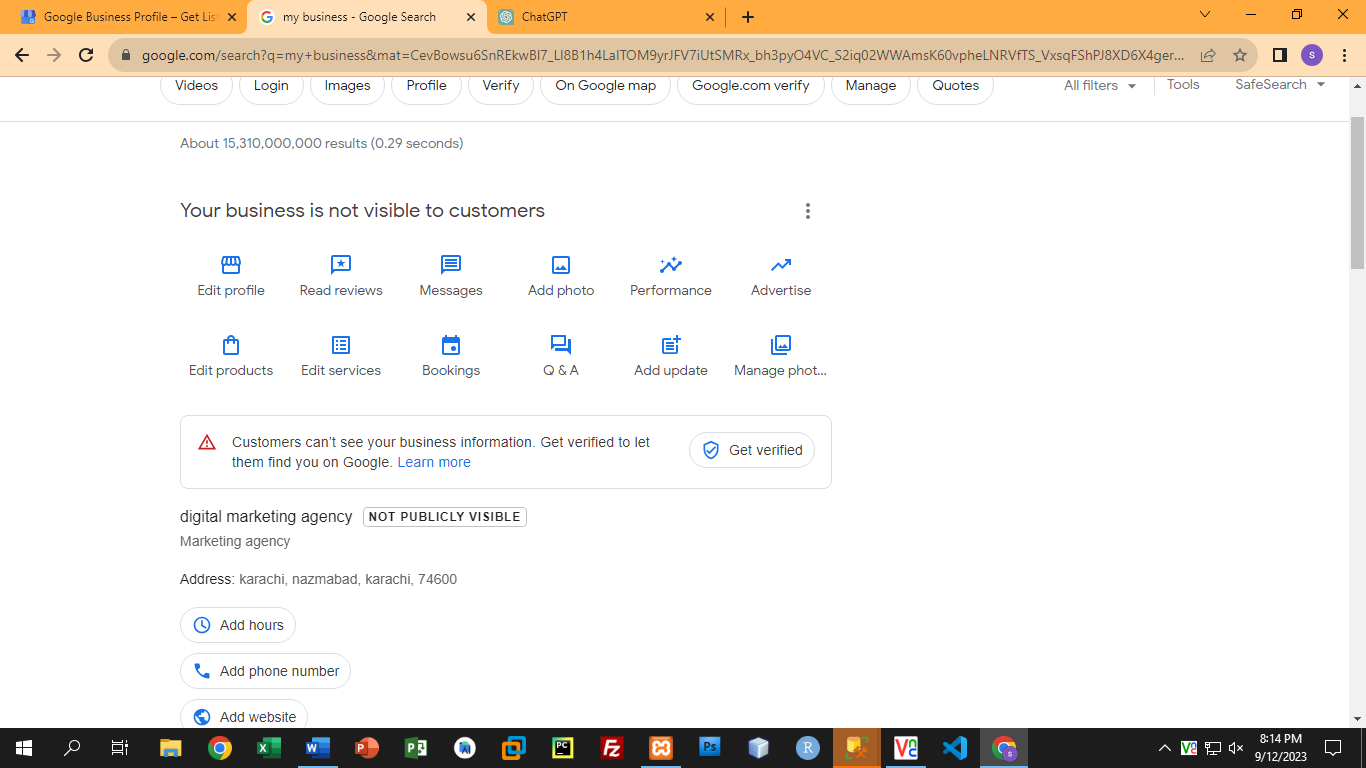 Google Business Profile – Get Lis
my business - Google Search
ChatGPT
google.com/search?q=my+business&mat=CevBowsu6SnREkwBl7_Ll8B1h4LaITOM9yrJFV7iUtSMRx_bh3pyO4VC_S2iq02WWAmsK60vpheLNRVfTS_VxsqFShPJ8XD6X4ger...
S
Videos
Login
Images
Profile
Verify
On Google map
Google.com verify
Manage
Quotes
All filters
Tools
SafeSearch
About 15,310,000,000 results (0.29 seconds)
Your business is not visible to customers
Edit profile
Read reviews
Messages
Add photo
Performance
Advertise
Edit products
Edit services
Bookings
Q & A
Add update
Manage phot...
Customers can't see your business information. Get verified to let
them find you on Google. Learn more
Get verified
digital marketing agency NOT PUBLICLY VISIBLE
Marketing agency
Address: karachi, nazmabad, karachi, 74600
Add hours
Add phone number
Add website
8:14 PM
9/12/2023